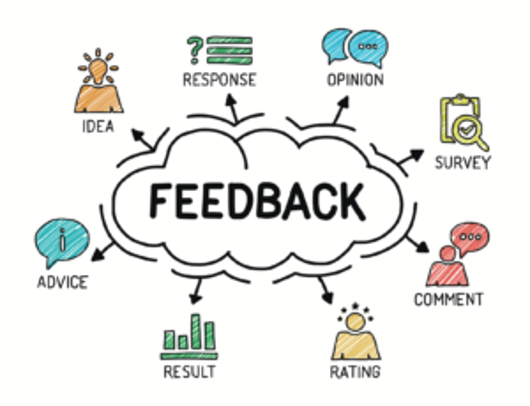 RESPONSE
OPINION
IDEA
SURVEY
FEEDBACK
ADVICE
COMMENT
RESULT
RATING